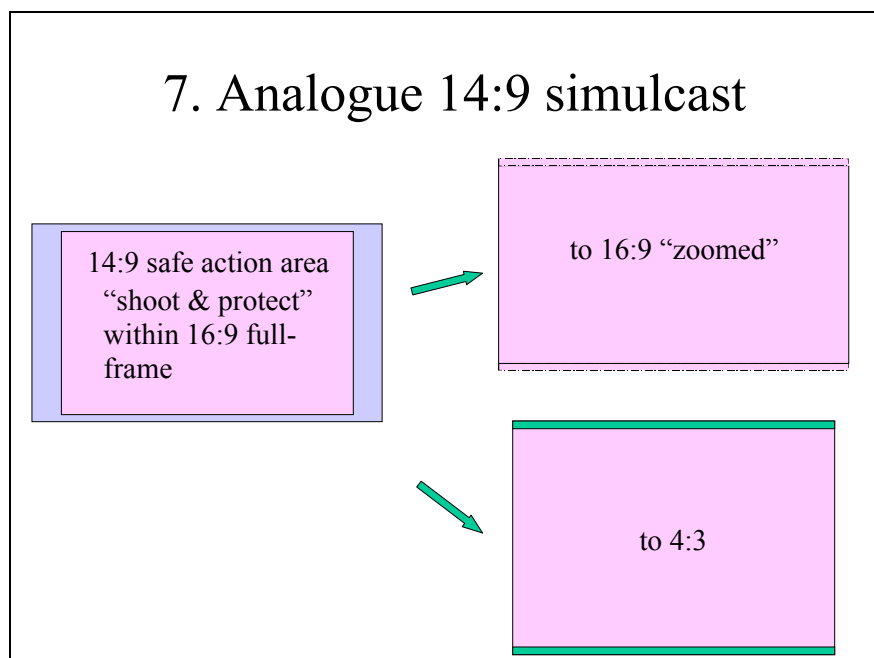 7. Analogue 14:9 simulcast
14:9 safe action area
“shoot & protect”
within 16:9 full-
frame
to 16:9 “zoomed”
to 4:3